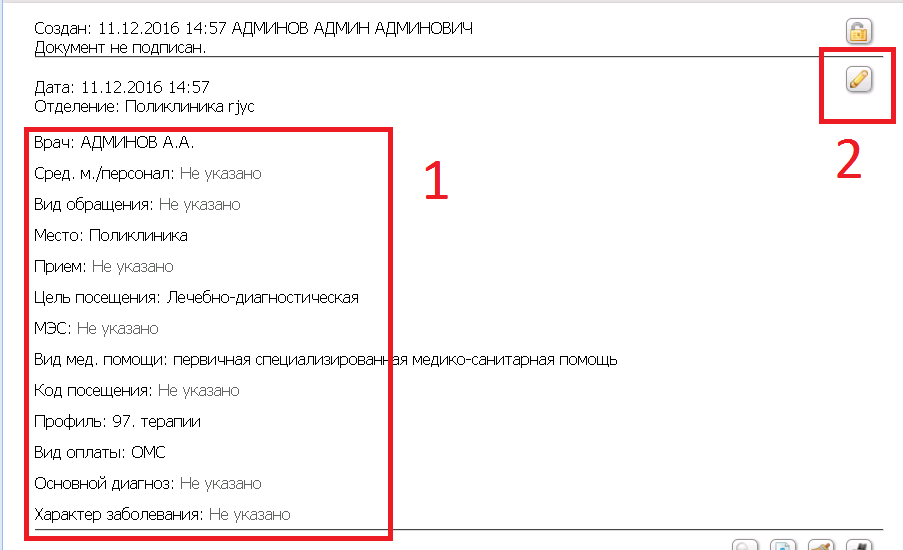 Создан: 11.12.2016 14:57 АДМИНОВ АДМИН АДМИНОВИЧ
Документ не подписан.
Дата: 11.12.2016 14:57
Отделение: Поликлиника rjyc
2
Врач: АДМИНОВ А.А.
1
Сред. м./персонал: Не указано
Вид обращения: Не указано
Место: Поликлиника
Прием: Не указано
Цель посещения: Лечебно-диагностическая
МЭС: Не указано
Вид мед. помощи: первичная специализированная медико-санитарная помощь
Код посещения: Не указано
Профиль: 97. терапии
Вид оплаты: ОМС
Основной диагноз: Не указано
Характер заболевания: Не указано